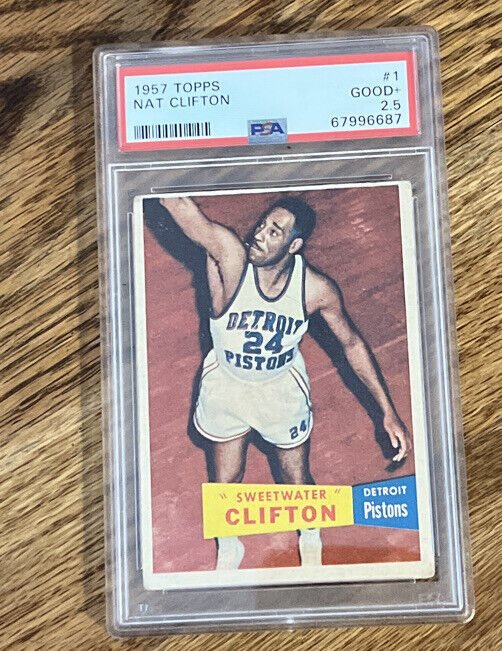 1957 TOPPS #1
NAT CLIFTON GOOD+
2.5
PSA 67996687
DETROIT
24
PISTONS
24
" SWEETWATER "
CLIFTON
DETROIT
Pistons